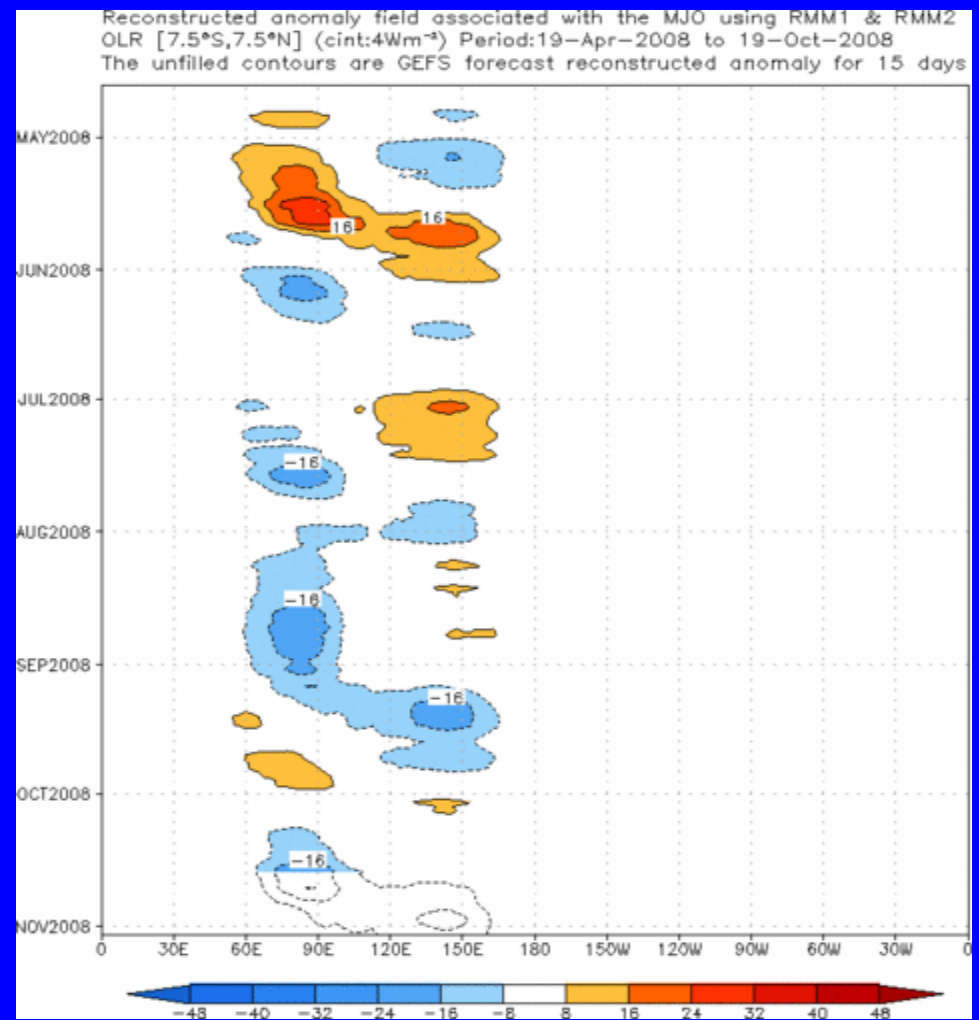 Reconstructed anomaly field associated with the MJO using RMM1 & RMM2
OLR [7.5°S,7.5°N] (cint:4Wm⁻²) Period:19-Apr-2008 to 19-Oct-2008
The unfilled contours are GEFS forecast reconstructed anomaly for 15 days
MAY2008
16
16
JUN2008
JUL2008
-16
AUG2008
-16
SEP2008
-16
OCT2008
-16
NOV2008
0 30E 60E 90E 120E 150E 180 150W 120W 90W 60W 30W 0
-48 -40 -32 -24 -16 -8 8 16 24 32 40 48